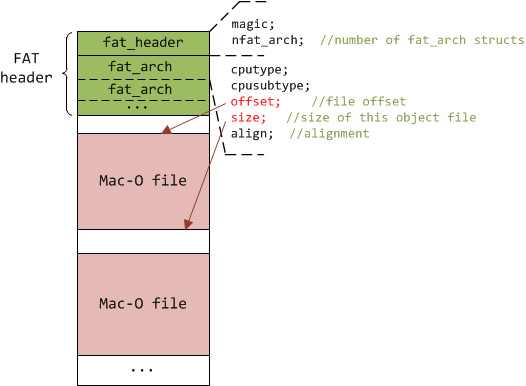 FAT
header
fat_header
fat_arch
fat_arch
...
magic;
nfat_arch; //number of fat_arch structs
cputype;
cpusubtype;
offset; //file offset
size; //size of this object file
align; //alignment
Mac-O file
Mac-O file
...